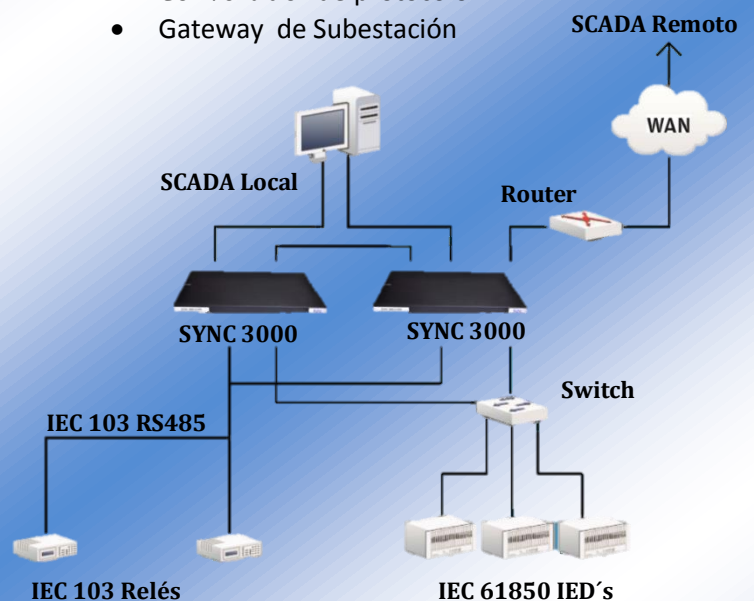 • Gateway de Subestación
SCADA Remoto
WAN
SCADA Local
Router
SYNC 3000
SYNC 3000
Switch
IEC 103 RS485
IEC 103 Relés
IEC 61850 IED´s